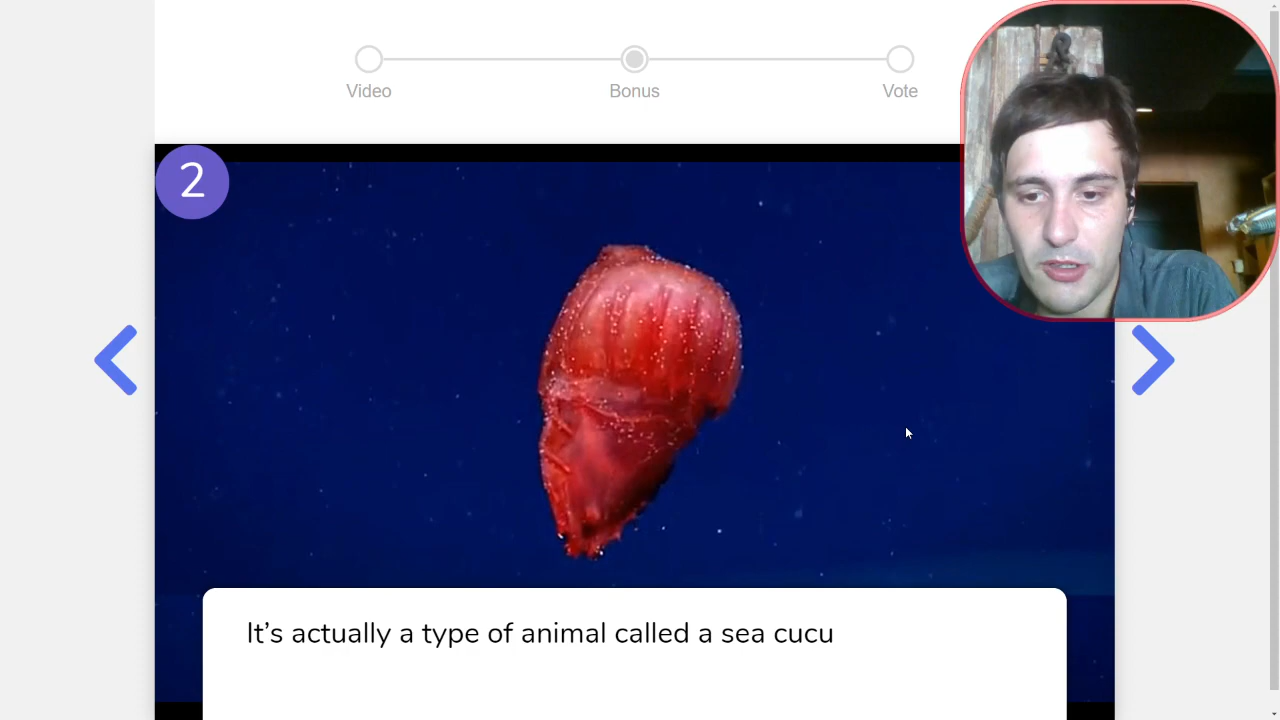 Video
Bonus
Vote
2
It’s actually a type of animal called a sea cucu